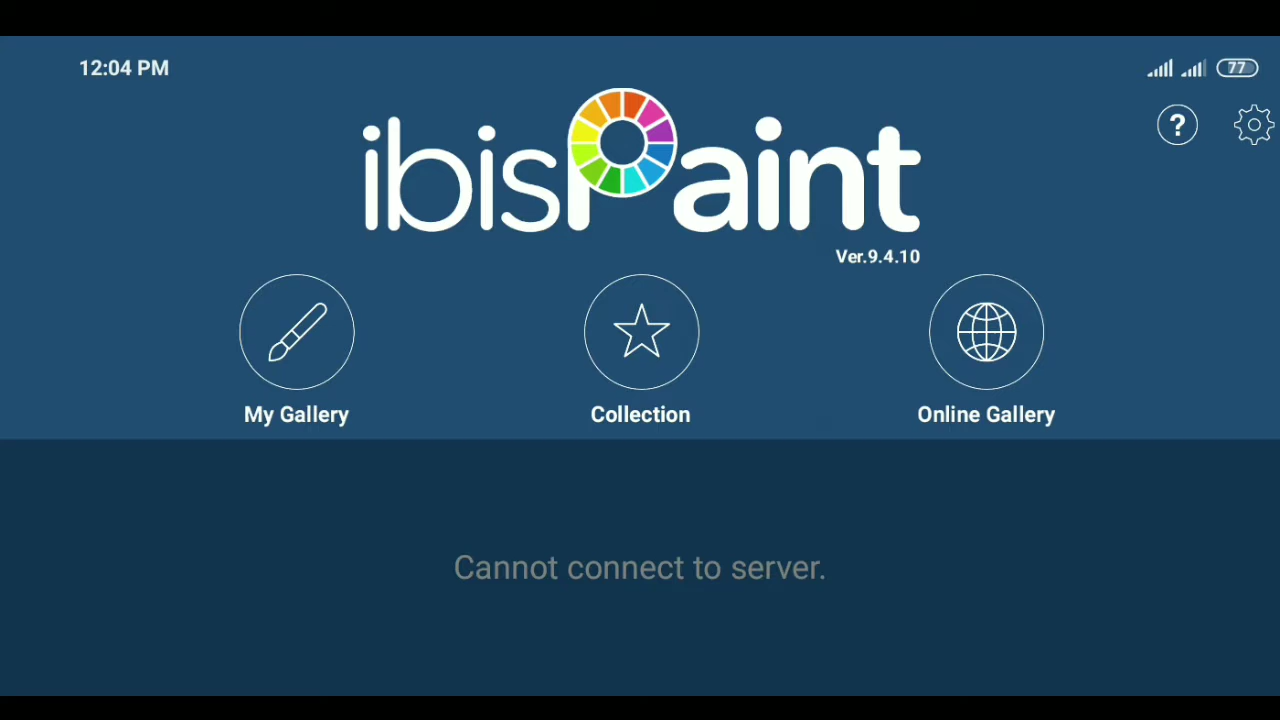 12:04 PM
77
?
ibisPaint
Ver.9.4.10
My Gallery
Collection
Online Gallery
Cannot connect to server.